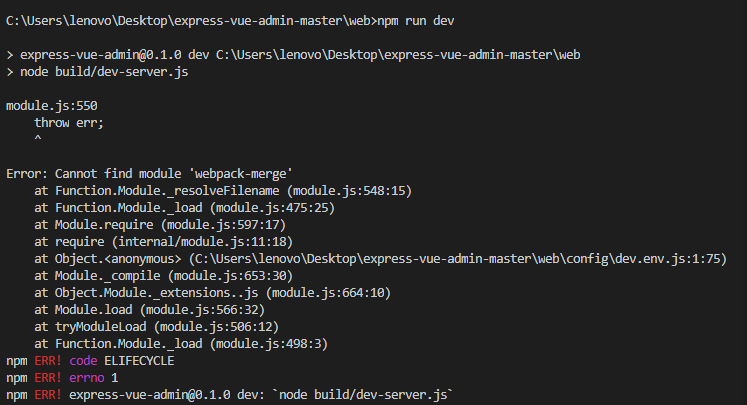 C:\Users\lenovo\Desktop\express-vue-admin-master\web>npm run dev
> express-vue-admin@0.1.0 dev C:\Users\lenovo\Desktop\express-vue-admin-master\web
> node build/dev-server.js
module.js:550
    throw err;
    ^
Error: Cannot find module 'webpack-merge'
    at Function.Module._resolveFilename (module.js:548:15)
    at Function.Module._load (module.js:475:25)
    at Module.require (module.js:597:17)
    at require (internal/module.js:11:18)
    at Object.<anonymous> (C:\Users\lenovo\Desktop\express-vue-admin-master\web\config\dev.env.js:1:75)
    at Module._compile (module.js:653:30)
    at Object.Module._extensions..js (module.js:664:10)
    at Module.load (module.js:566:32)
    at tryModuleLoad (module.js:506:12)
    at Function.Module._load (module.js:498:3)
npm ERR! code ELIFECYCLE
npm ERR! errno 1
npm ERR! express-vue-admin@0.1.0 dev: `node build/dev-server.js`